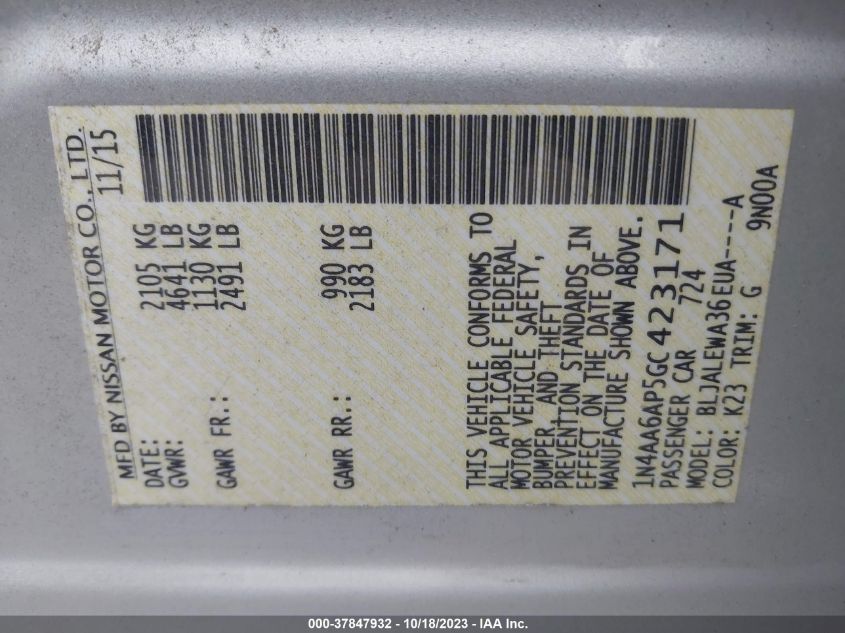 MFD BY NISSAN MOTOR CO., LTD.
DATE: 11/15
GVWR: 2105 KG
4641 LB
GAWR FR.: 1130 KG
2491 LB
GAWR RR.: 990 KG
2183 LB
THIS VEHICLE CONFORMS TO
ALL APPLICABLE FEDERAL
MOTOR VEHICLE SAFETY,
BUMPER, AND THEFT
PREVENTION STANDARDS IN
EFFECT ON THE DATE OF
MANUFACTURE SHOWN ABOVE.
1N4AA6AP5GC423171
PASSENGER CAR 724
MODEL: BLJALEWA36EUA----A
COLOR: K23 TRIM: G 9N00A
000-37847932 - 10/18/2023 - IAA Inc.